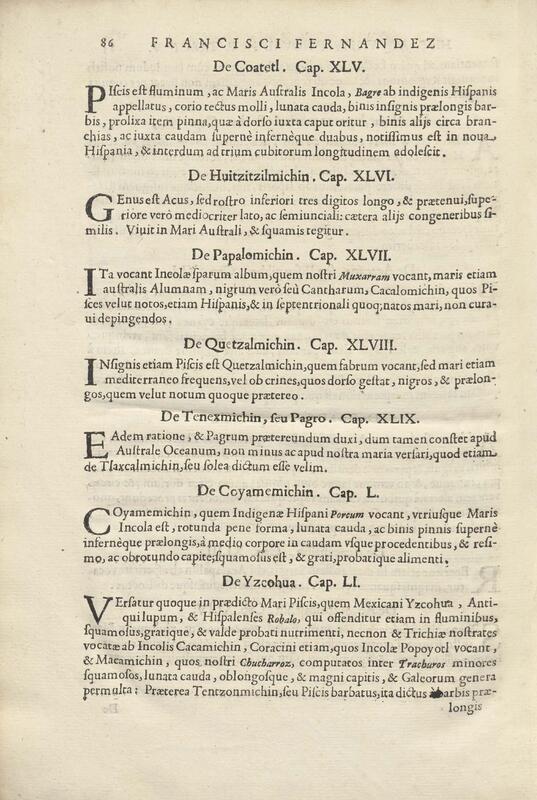 86 FRANCISCI FERNANDEZ
De Coatetl. Cap. XLV.
PIſcis eſt fluminum, ac Maris Auſtralis Incola, Bagre ab indigenis Hiſpanis
appellatus, corio tectus molli, lunata cauda, binis inſignis prælongis bar-
bis, prolixa item pinna, quæ à dorſo iuxta caput oritur, binis alijs circa bran-
chias, ac iuxta caudam ſupernè infernèque duabus, notiſſimus eſt in noua
Hiſpania, & interdum ad trium cubitorum longitudinem adoleſcit.
De Huitzitzilmichin. Cap. XLVI.
GEnus eſt Acus, ſed roſtro inferiori tres digitos longo, & prætenui, ſupe-
riore verò mediocriter lato, ac ſemiunciali: cætera alijs congeneribus ſi-
milis. Viuit in Mari Auſtrali, & ſquamis tegitur.
De Papalomichin. Cap. XLVII.
ITa vocant Incolæ ſparum album, quem noſtri Muxarram vocant, maris etiam
auſtralis Alumnam, nigrum verò ſeù Cantharum, Cacalomichin, quos Pi-
ſces velut notos, etiam Hiſpanis, & in ſeptentrionali quoq; natos mari, non cura-
ui depingendos.
De Quetzalmichin. Cap. XLVIII.
INſignis etiam Piſcis eſt Quetzalmichin, quem fabrum vocant, ſed mari etiam
mediterraneo frequens, vel ob crines, quos dorſo geſtat, nigros, & prælon-
gos, quem velut notum quoque prætereo.
De Tenexmichin, ſeu Pagro. Cap. XLIX.
EAdem ratione, & Pagrum prætereundum duxi, dum tamen conſtet apud
Auſtrale Oceanum, non minus ac apud noſtra maria verſari, quod etiam
de Tlaxcalmichin, ſeu ſolea dictum eſſe velim.
De Coyamemichin. Cap. L.
COyamemichin, quem Indigenæ Hiſpani Porcum vocant, vtriuſque Maris
Incola eſt, rotunda pene forma, lunata cauda, ac binis pinnis ſupernè
infernèque prælongis, à medio corpore in caudam vſque procedentibus, & reſi-
mo, ac obrotundo capite; ſquamoſus eſt, & grati, probatique alimenti.
De Yzcohua. Cap. LI.
VErſatur quoque in prædicto Mari Piſcis, quem Mexicani Yzcohua, Anti-
qui lupum, & Hiſpalenſes Robalo, qui offenditur etiam in fluminibus,
ſquamoſus, gratique, & valde probati nutrimenti, necnon & Trichiæ noſtrates
vocatæ ab Incolis Cacamichin, Coracini etiam, quos Incolæ Popoyotl vocant,
& Matamichin, quos noſtri Chucharroz, computatos inter Trachuros minores
ſquamoſos, lunata cauda, oblongoſque, & magni capitis, & Galeorum genera
permulta: Præterea Tentzonmichin, ſeu Piſcis barbatus, ita dictus barbis præ-
longis